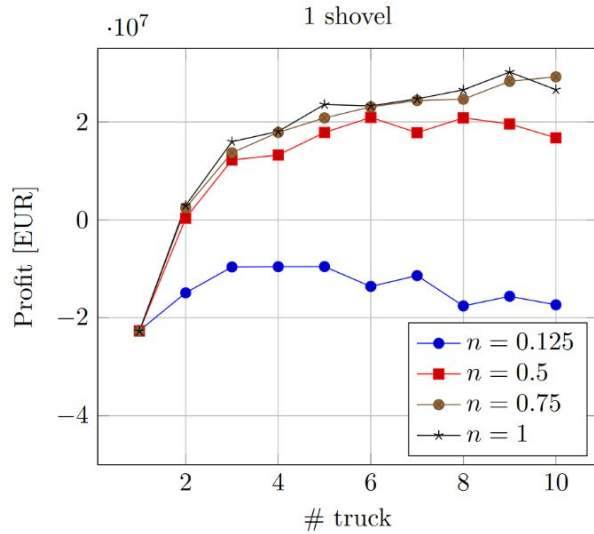 1 shovel
·10⁷
2
0
−2
−4
Profit [EUR]
2 4 6 8 10
# truck
n = 0.125
n = 0.5
n = 0.75
n = 1